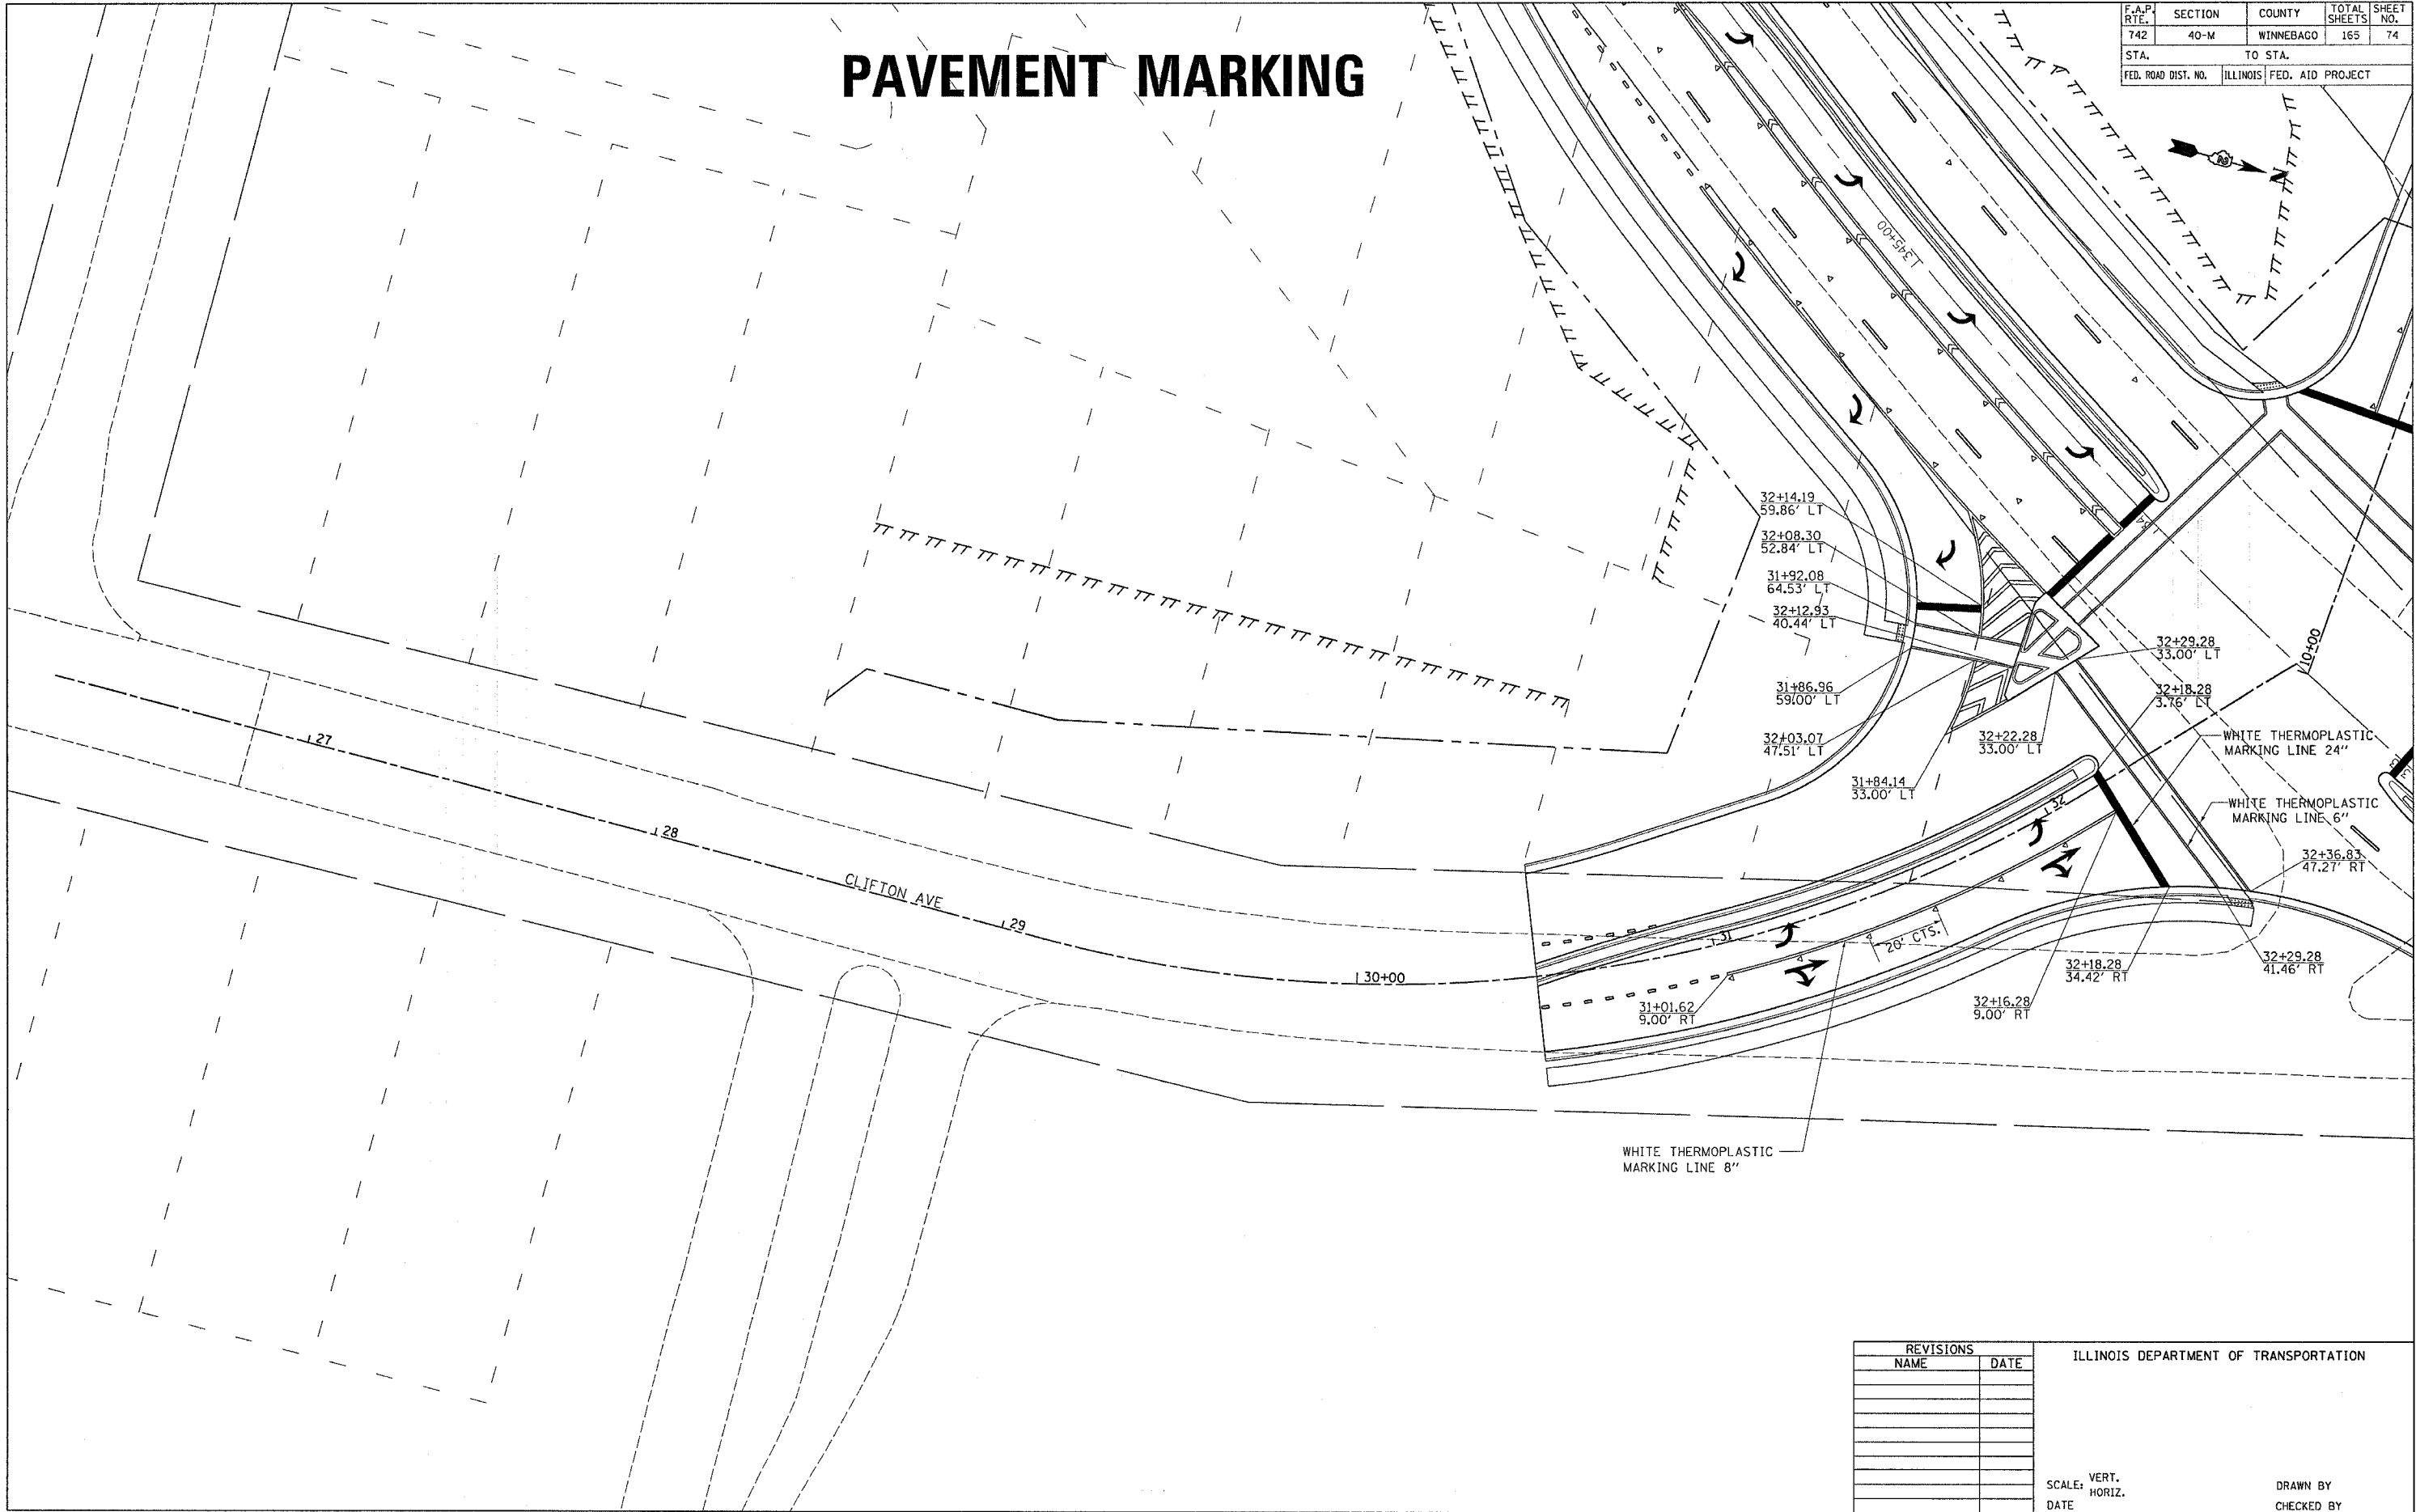 PAVEMENT MARKING
F.A.P. RTE. SECTION COUNTY TOTAL SHEETS SHEET NO.
742 40-M WINNEBAGO 165 74
STA. TO STA.
FED. ROAD DIST. NO. ILLINOIS FED. AID PROJECT
N
1345+00
32+14.19
59.86' LT
32+08.30
52.84' LT
31+92.08
64.53' LT
32+12.93
40.44' LT
31+86.96
59.00' LT
32+03.07
47.51' LT
31+84.14
33.00' LT
32+22.28
33.00' LT
32+29.28
33.00' LT
10+00
32+18.28
3.76' LT
WHITE THERMOPLASTIC
MARKING LINE 24"
WHITE THERMOPLASTIC
MARKING LINE 6"
32+36.83
47.27' RT
27
28
CLIFTON AVE
29
30+00
31
32
20' CTS.
31+01.62
9.00' RT
32+16.28
9.00' RT
32+18.28
34.42' RT
32+29.28
41.46' RT
WHITE THERMOPLASTIC
MARKING LINE 8"
REVISIONS
NAME DATE
ILLINOIS DEPARTMENT OF TRANSPORTATION
SCALE: VERT.
HORIZ.
DATE
DRAWN BY
CHECKED BY